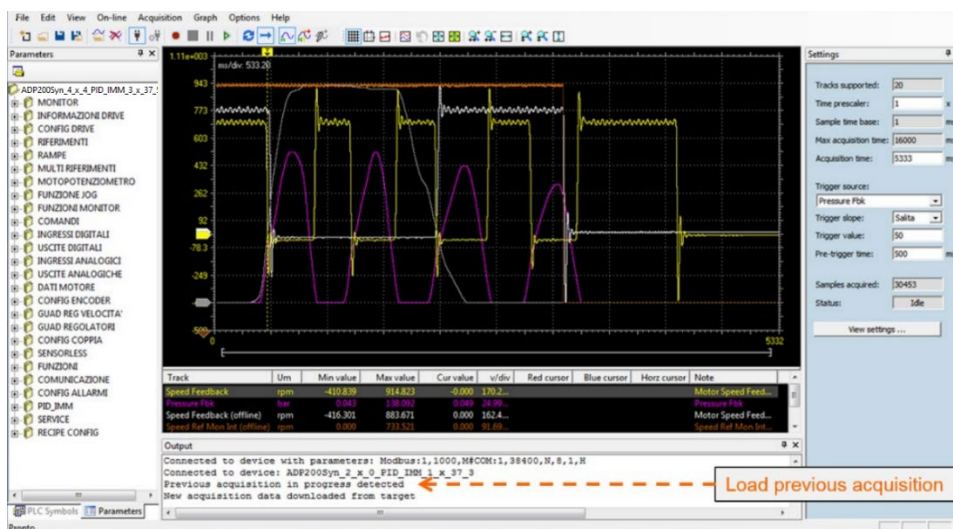 File Edit View On-line Acquisition Graph Options Help
Parameters
ADP200Syn_4_x_4_PID_IMM_3_x_37_
MONITOR
INFORMAZIONI DRIVE
CONFIG DRIVE
RIFERIMENTI
RAMPE
MULTI RIFERIMENTI
MOTOPOTENZIOMETRO
FUNZIONE JOG
FUNZIONI MONITOR
COMANDI
INGRESSI DIGITALI
USCITE DIGITALI
INGRESSI ANALOGICI
USCITE ANALOGICHE
DATI MOTORE
CONFIG ENCODER
GUAD REG VELOCITA'
GUAD REGOLATORI
CONFIG COPPIA
SENSORLESS
FUNZIONI
COMUNICAZIONE
CONFIG ALLARMI
PID_IMM
SERVICE
RECIPE CONFIG
PLC Symbols Parameters
1.11e+003
ms/div: 533.20
943
773
603
432
262
92
-78.3
-249
0
5332
Track Um Min value Max value Cur value v/div Red cursor Blue cursor Horz cursor Note
Speed Feedback rpm -410.839 914.823 -0.000 170.2... Motor Speed Feed...
Pressure Fbk bar 0.043 138.092 0.049 24.99...
Speed Feedback (offline) rpm -416.301 883.671 0.000 162.4... Motor Speed Feed...
Speed Ref Mon Int (offline) rpm 0.000 733.521 0.000 91.69... Speed Ref Mon Int...
Output
Connected to device with parameters: Modbus:1,1000,M#COM:1,38400,N,8,1,H
Connected to device: ADP200Syn_2_x_0_PID_IMM_1_x_37_3
Previous acquisition in progress detected
New acquisition data downloaded from target
Load previous acquisition
Settings
Tracks supported: 20
Time prescaler: 1 x
Sample time base: 1 ms
Max acquisition time: 16000 ms
Acquisition time: 5333 ms
Trigger source:
Pressure Fbk
Trigger slope: Salita
Trigger value: 50
Pre-trigger time: 500 ms
Samples acquired: 30453
Status: Idle
View settings ...
Pronto